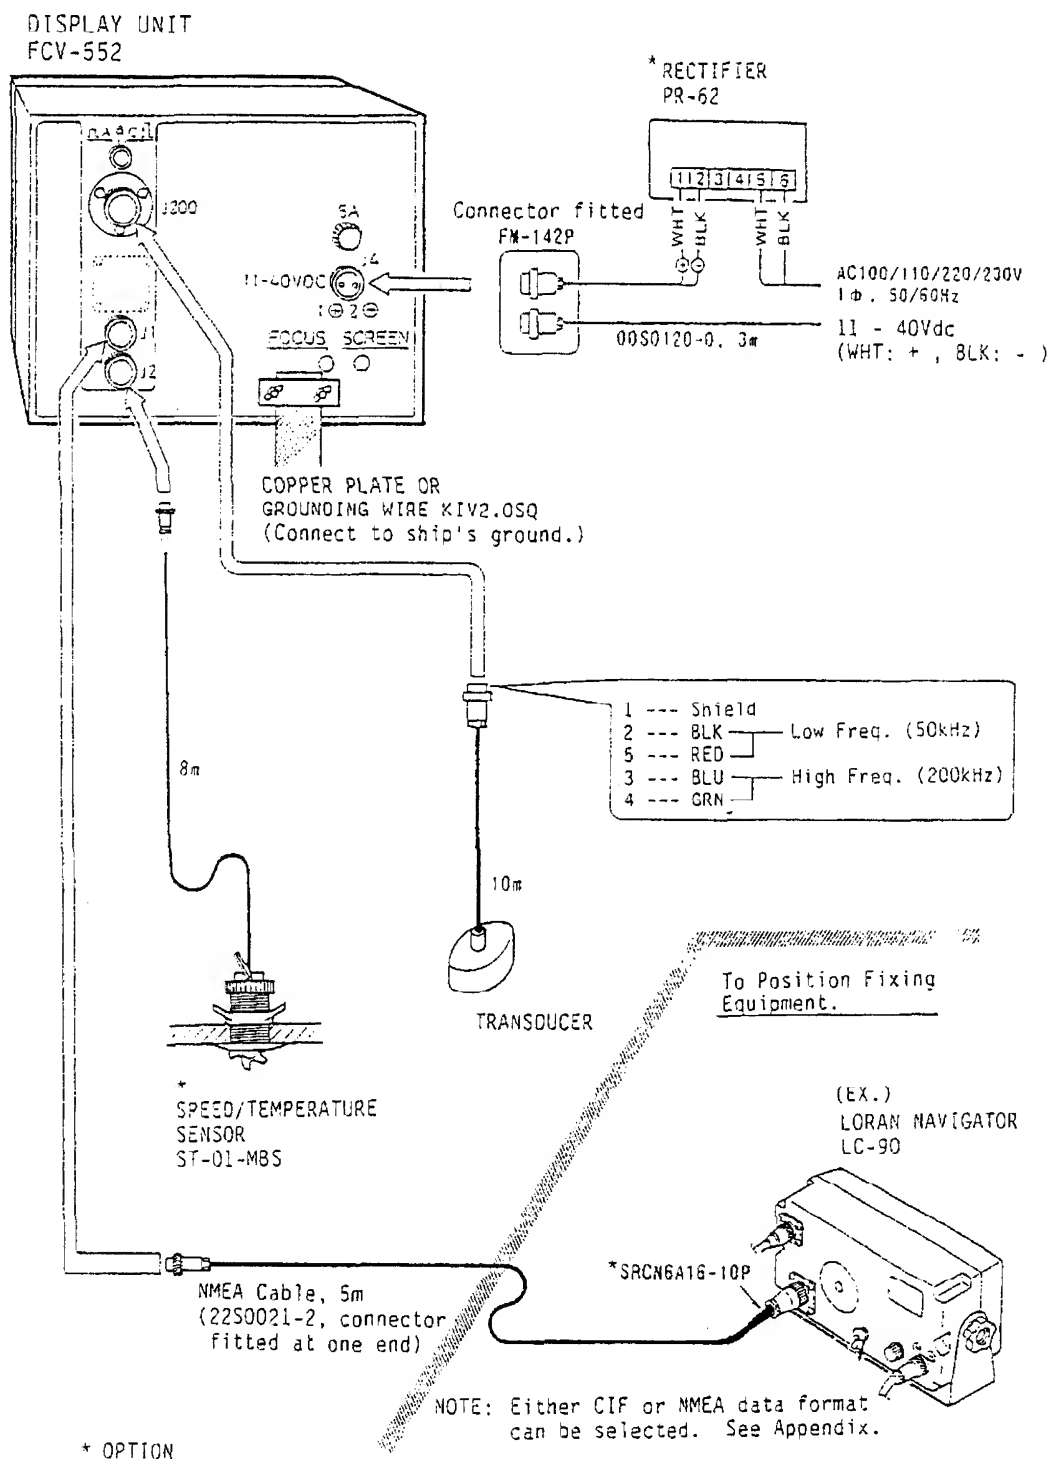 DISPLAY UNIT
FCV-552
* RECTIFIER
PR-62
1 2 3 4 5 6
WHT
BLK
WHT
BLK
⊕
⊖
J200
5A
J4
11-40VDC
1 ⊕ 2 ⊖
FOCUS SCREEN
J1
J2
Connector fitted
FM-142P
AC100/110/220/230V
1Φ. 50/60Hz
00S0120-0. 3m
11 - 40Vdc
(WHT: + , BLK: - )
COPPER PLATE OR
GROUNDING WIRE KIV2.0SQ
(Connect to ship's ground.)
1 --- Shield
2 --- BLK
5 --- RED
Low Freq. (50kHz)
3 --- BLU
4 --- GRN
High Freq. (200kHz)
8m
10m
TRANSDUCER
*
SPEED/TEMPERATURE
SENSOR
ST-01-MBS
To Position Fixing
Equipment.
(EX.)
LORAN NAVIGATOR
LC-90
*SRCN6A16-10P
NMEA Cable, 5m
(22S0021-2, connector
fitted at one end)
NOTE: Either CIF or NMEA data format
can be selected. See Appendix.
* OPTION